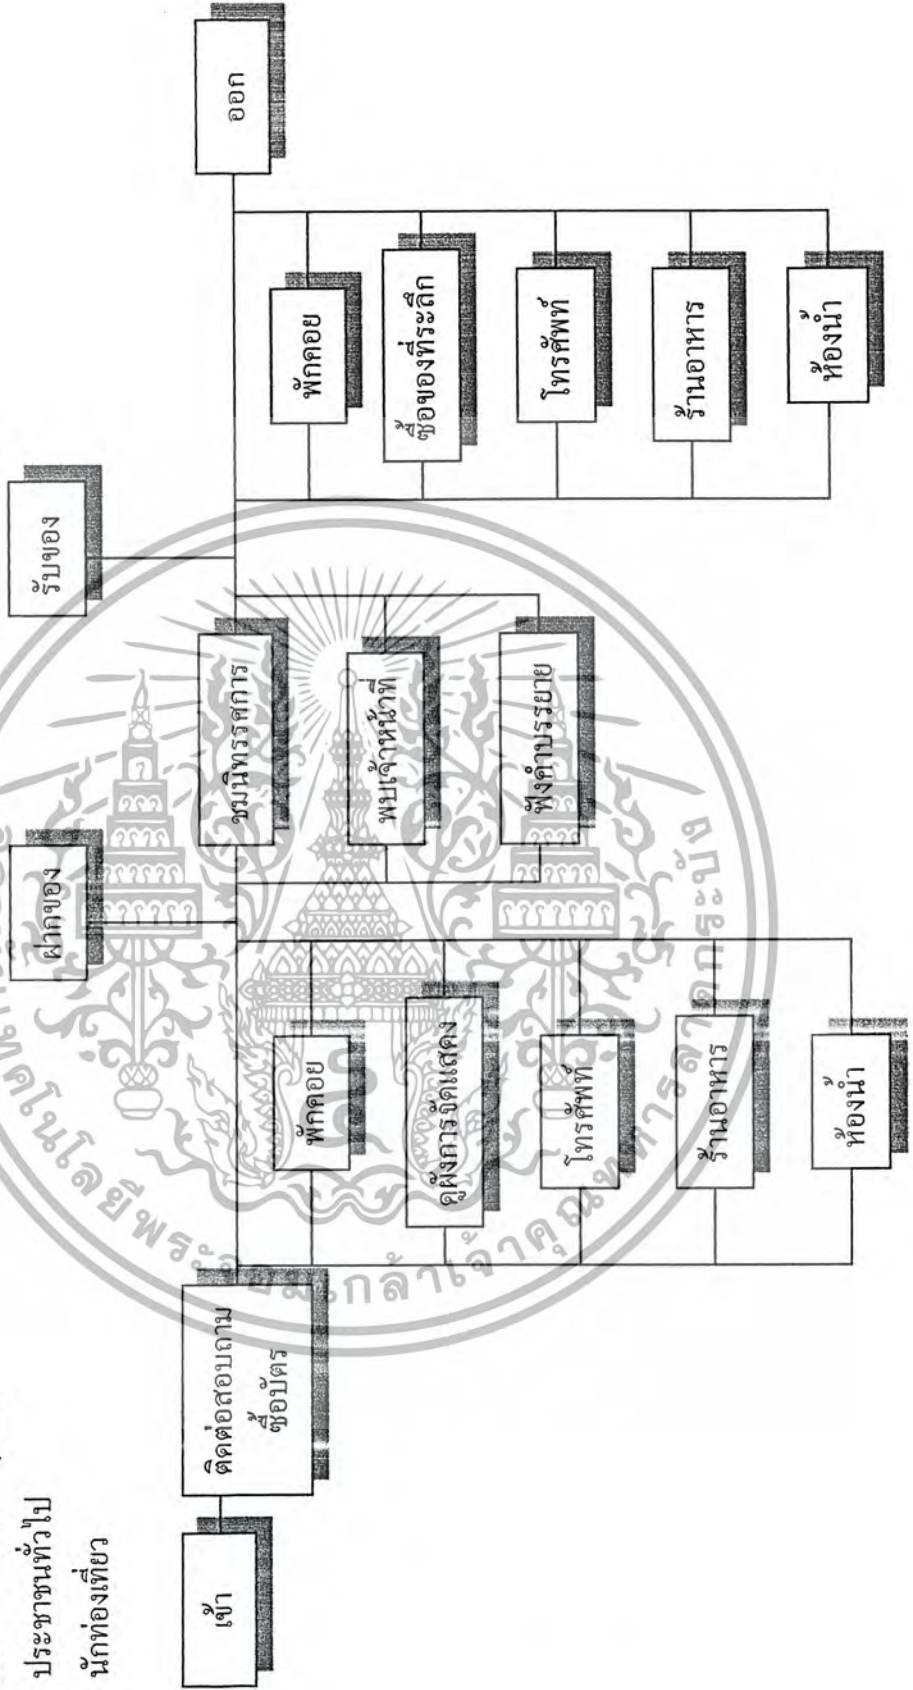 ประชาชนทั่วไป
นักท่องเที่ยว
เข้า
ติดต่อสอบถาม
ซื้อบัตร
ฝากของ
รับของ
พักคอย
ดูผังการจัดแสดง
โทรศัพท์
ร้านอาหาร
ห้องน้ำ
ชมนิทรรศการ
พบเจ้าหน้าที่
ฟังคำบรรยาย
พักคอย
ซื้อของที่ระลึก
โทรศัพท์
ร้านอาหาร
ห้องน้ำ
ออก